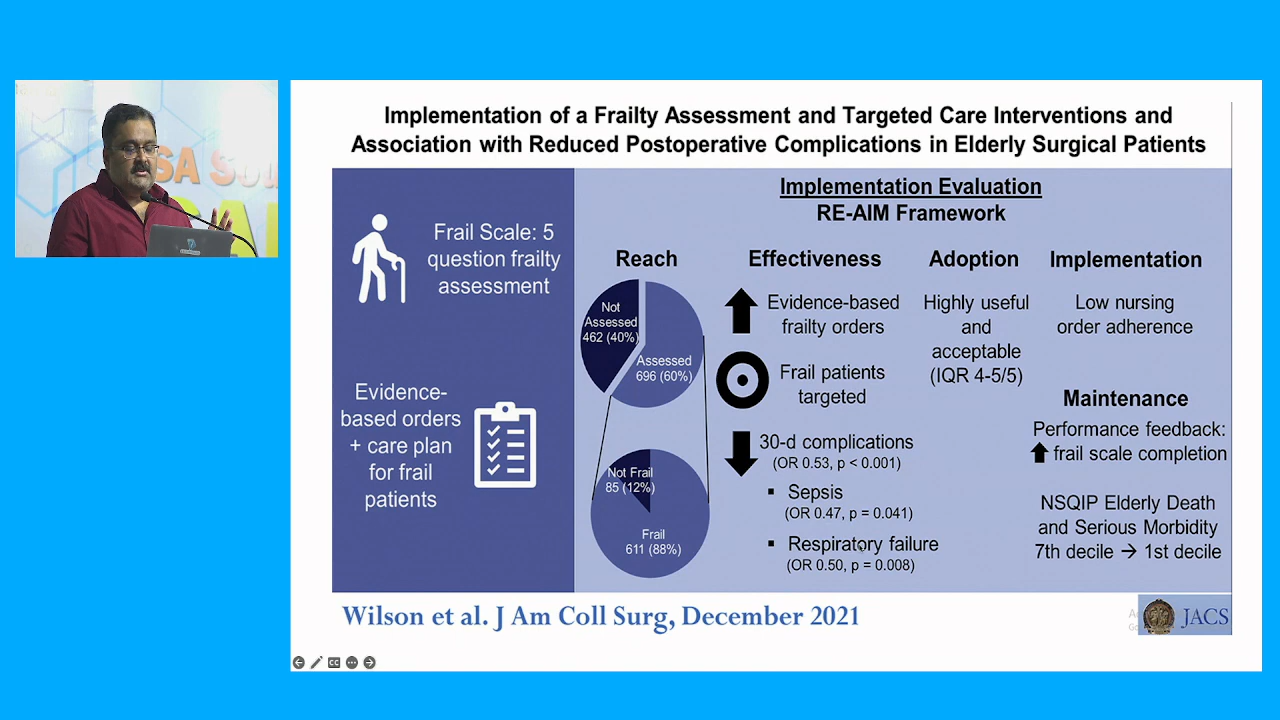 SA Sou
CA
Implementation of a Frailty Assessment and Targeted Care Interventions and
Association with Reduced Postoperative Complications in Elderly Surgical Patients
Frail Scale: 5
question frailty
assessment
Evidence-
based orders
+ care plan
for frail
patients
Implementation Evaluation
RE-AIM Framework
Reach
Not
Assessed
462 (40%)
Assessed
696 (60%)
Not Frail
85 (12%)
Frail
611 (88%)
Effectiveness
Evidence-based
frailty orders
Frail patients
targeted
30-d complications
(OR 0.53, p < 0.001)
▪ Sepsis
(OR 0.47, p = 0.041)
▪ Respiratory failure
(OR 0.50, p = 0.008)
Adoption
Highly useful
and
acceptable
(IQR 4-5/5)
Implementation
Low nursing
order adherence
Maintenance
Performance feedback:
frail scale completion
NSQIP Elderly Death
and Serious Morbidity
7th decile → 1st decile
Wilson et al. J Am Coll Surg, December 2021
JACS
CC